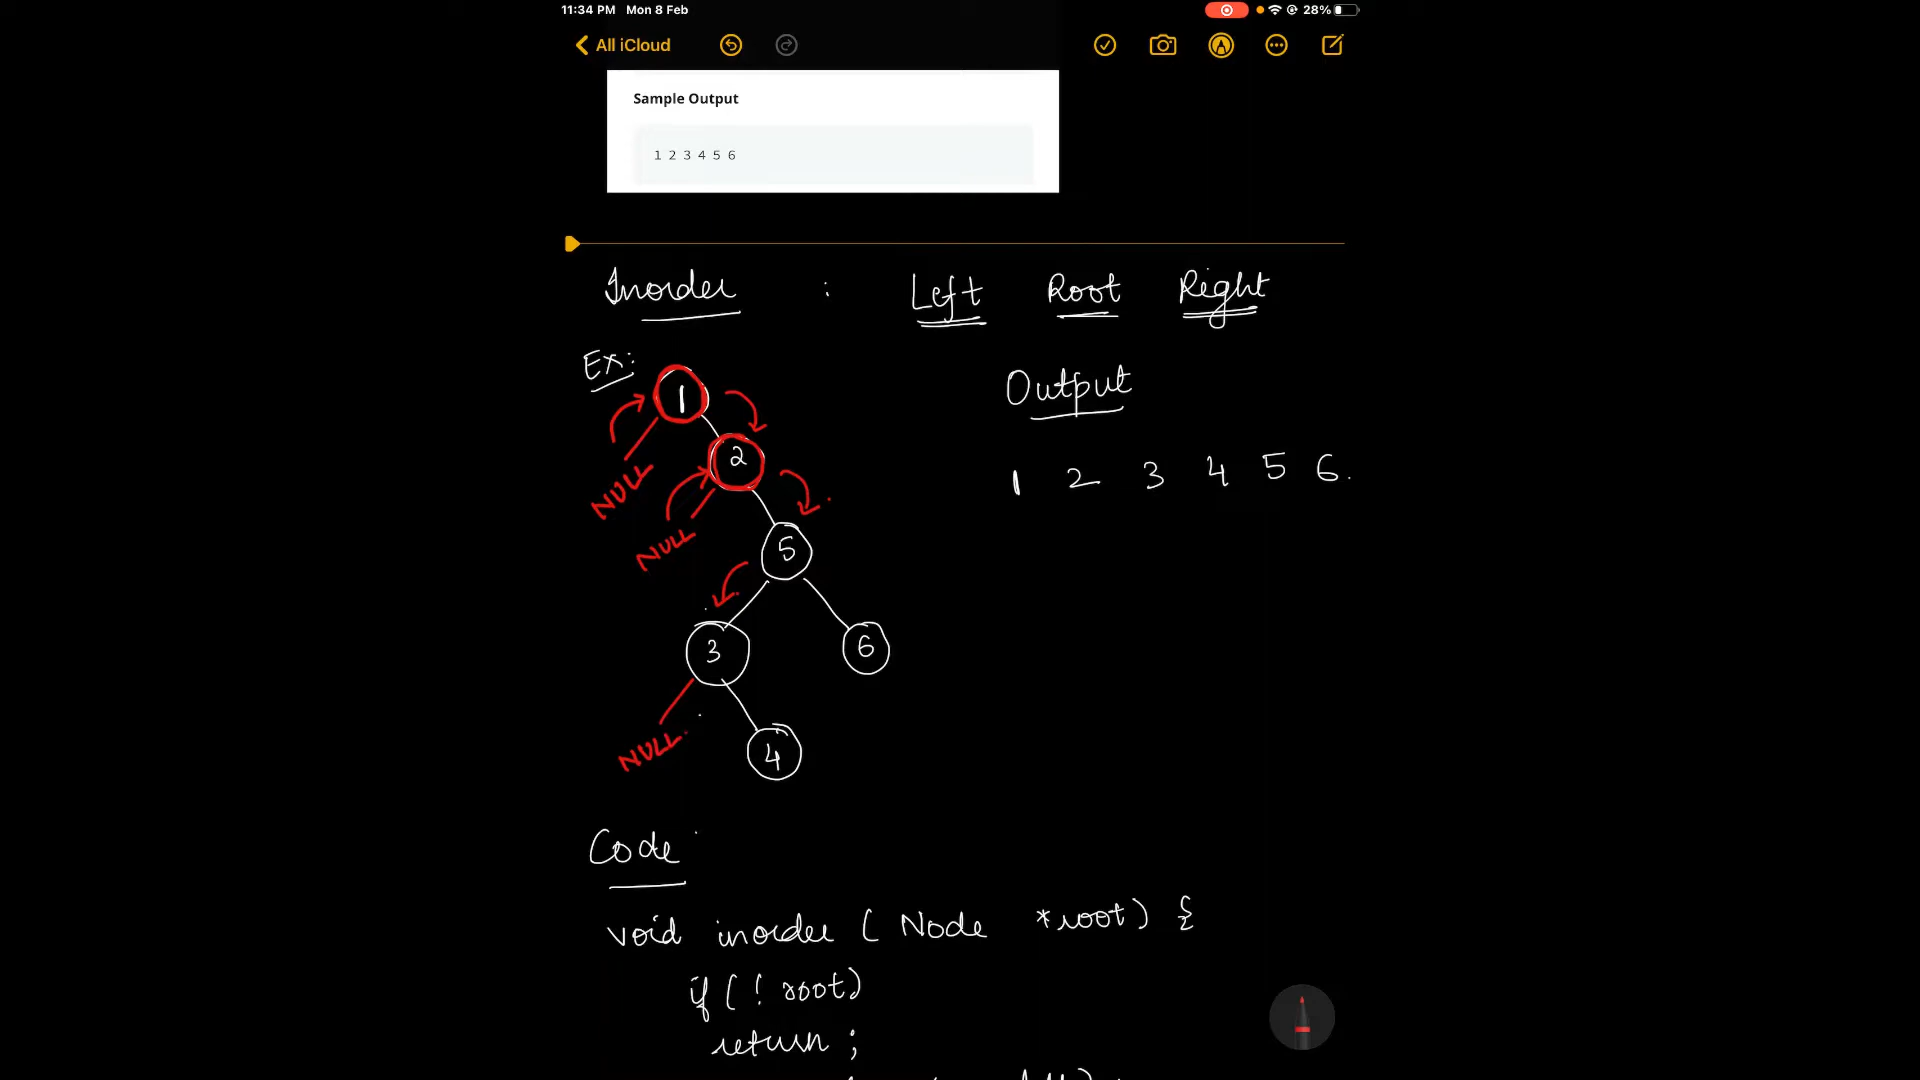 11:34 PM Mon 8 Feb
28%
All iCloud
Sample Output
1 2 3 4 5 6
Inorder : Left Root Right
Ex:
Output
1
NULL
2
1 2 3 4 5 6.
NULL
5
3
6
NULL.
4
Code
void inorder ( Node *root) {
if ( ! root)
return ;